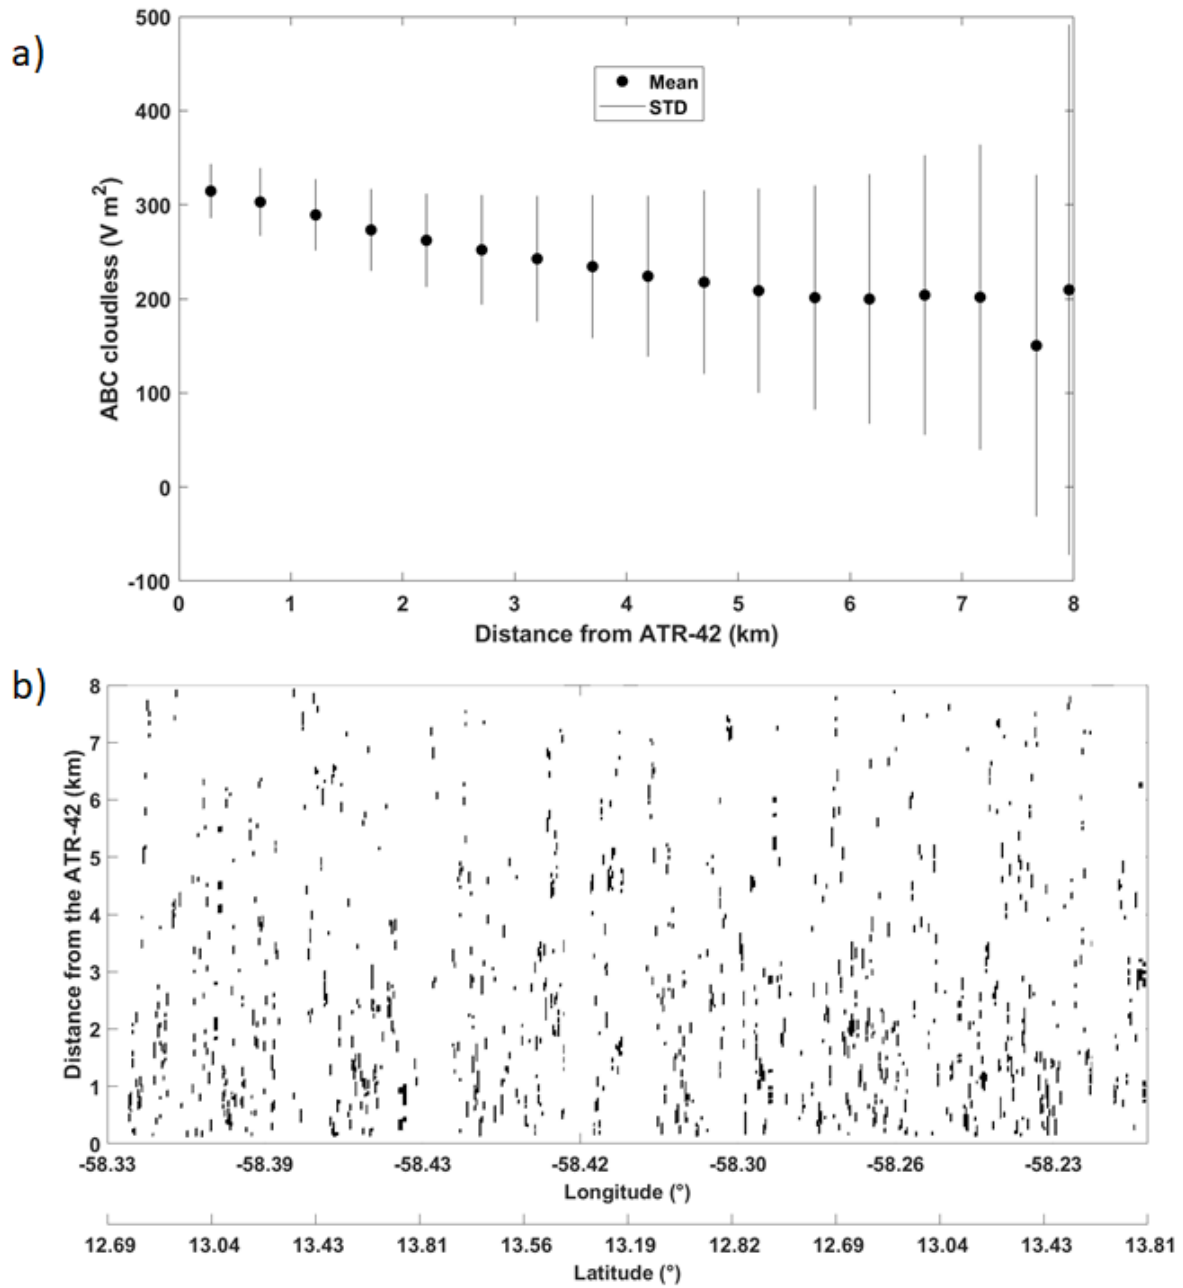 a)
500
400
300
200
100
0
-100
ABC cloudless (V m²)
Mean
STD
0 1 2 3 4 5 6 7 8
Distance from ATR-42 (km)
b)
8
7
6
5
4
3
2
1
0
Distance from the ATR-42 (km)
-58.33 -58.39 -58.43 -58.42 -58.30 -58.26 -58.23
Longitude (°)
12.69 13.04 13.43 13.81 13.56 13.19 12.82 12.69 13.04 13.43 13.81
Latitude (°)